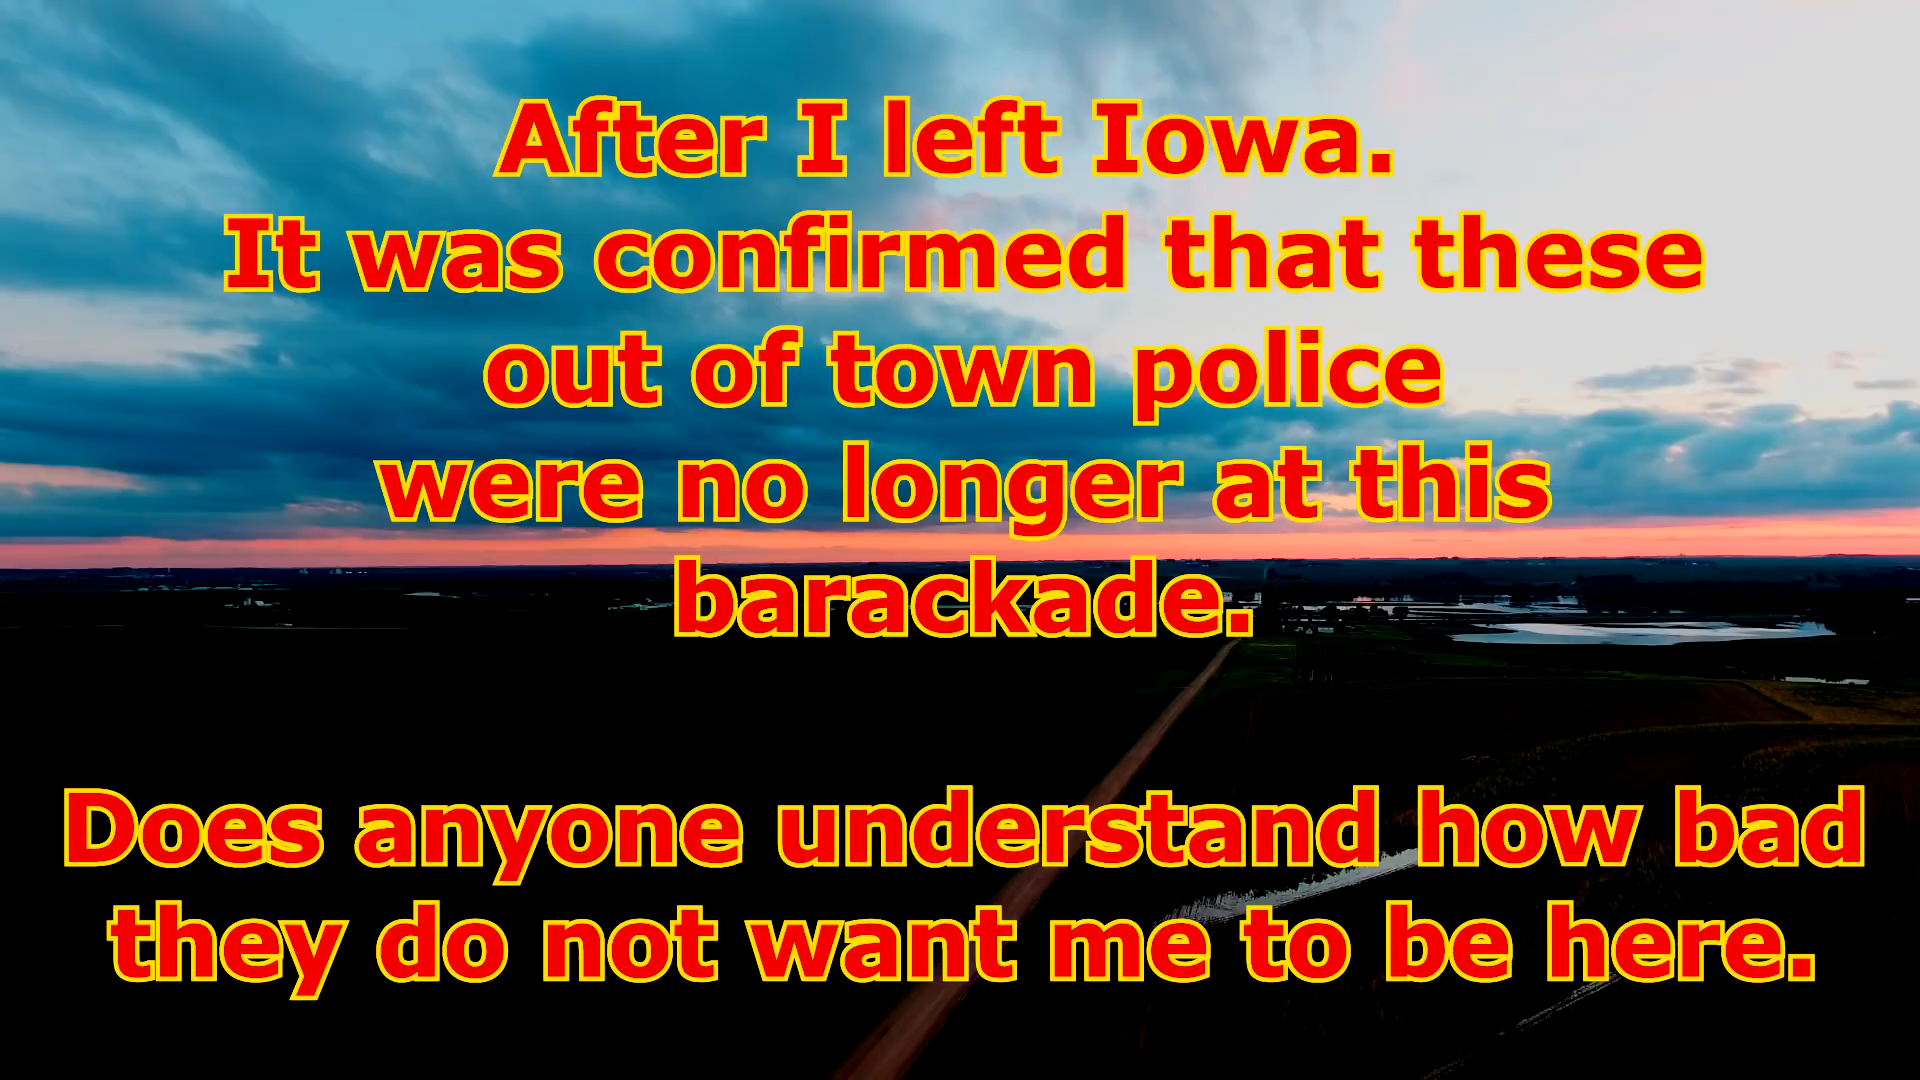 After I left Iowa.
It was confirmed that these
out of town police
were no longer at this
barackade.
Does anyone understand how bad
they do not want me to be here.